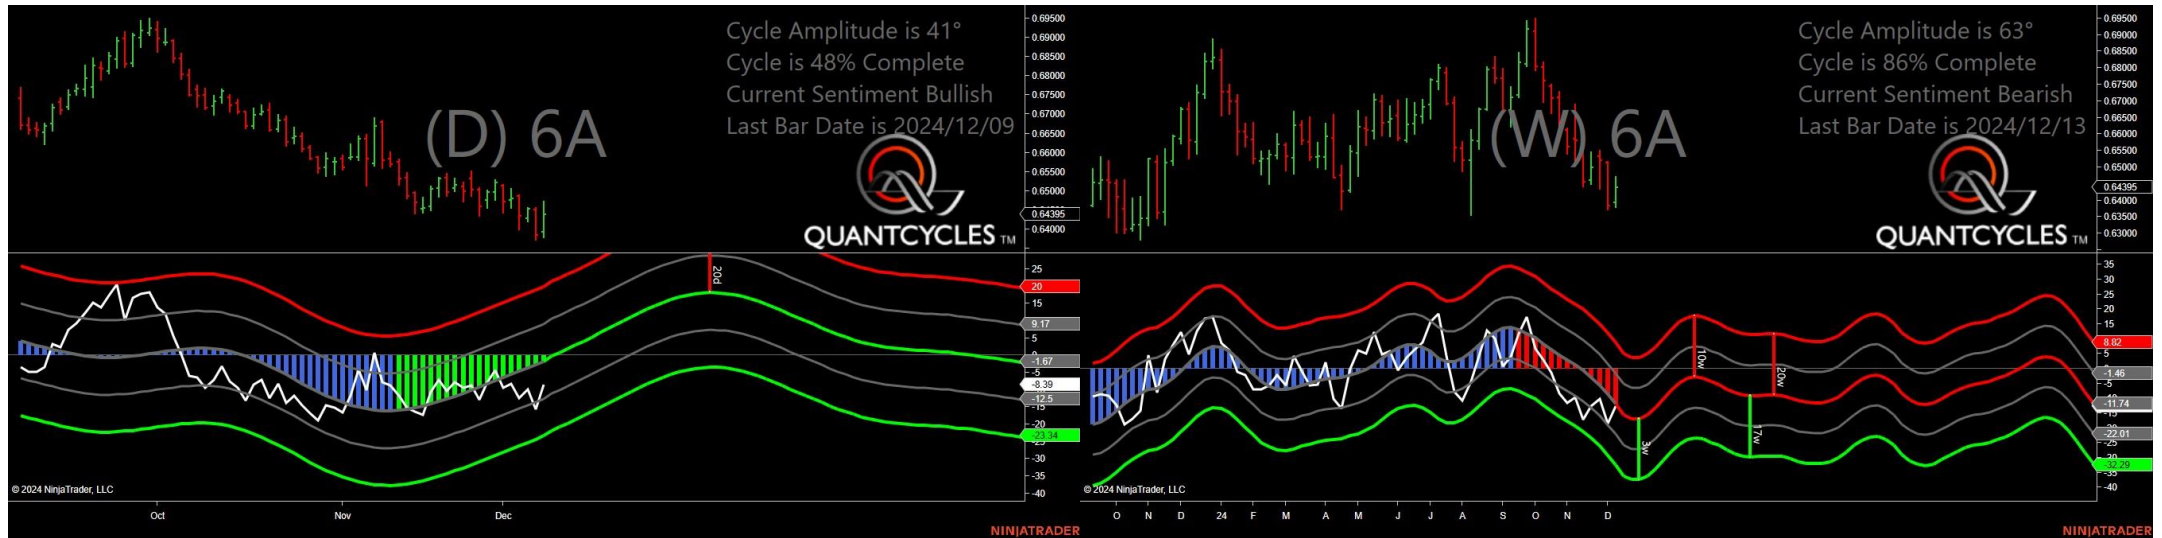 Cycle Amplitude is 41°
Cycle is 48% Complete
Current Sentiment Bullish
Last Bar Date is 2024/12/09
(D) 6A
QUANTCYCLES TM
0.69500
0.69000
0.68500
0.68000
0.67500
0.67000
0.66500
0.66000
0.65500
0.65000
0.64395
0.64000
20d
25
20
15
5
9.17
-1.67
-5
-8.39
-12.5
-15
-23.34
-30
-35
-40
© 2024 NinjaTrader, LLC
Oct Nov Dec
NINJATRADER
Cycle Amplitude is 63°
Cycle is 86% Complete
Current Sentiment Bearish
Last Bar Date is 2024/12/13
(W) 6A
QUANTCYCLES TM
0.69500
0.69000
0.68500
0.68000
0.67500
0.67000
0.66500
0.66000
0.65500
0.65000
0.64395
0.64000
0.63500
0.63000
10w
20w
3w
17w
35
30
25
20
15
8.82
5
-1.46
-5
-11.74
-22.01
-32.29
-40
© 2024 NinjaTrader, LLC
O N D 24 F M A M J J A S O N D
NINJATRADER